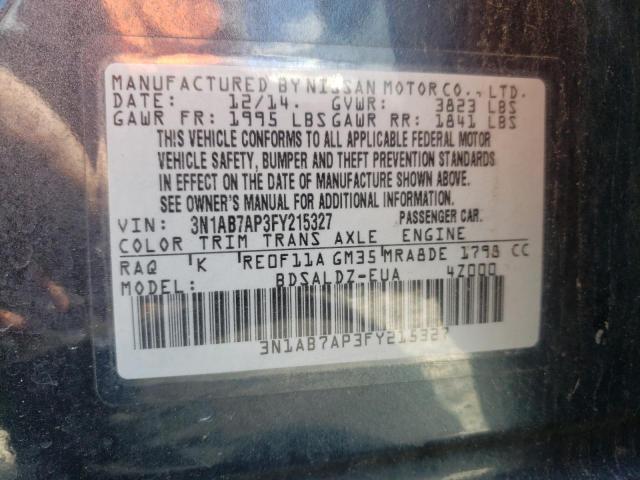 MANUFACTURED BY NISSAN MOTOR CO., LTD.
DATE: 12/14. GVWR: 3823 LBS
GAWR FR: 1995 LBS GAWR RR: 1841 LBS
THIS VEHICLE CONFORMS TO ALL APPLICABLE FEDERAL MOTOR
VEHICLE SAFETY, BUMPER AND THEFT PREVENTION STANDARDS
IN EFFECT ON THE DATE OF MANUFACTURE SHOWN ABOVE.
SEE OWNER'S MANUAL FOR ADDITIONAL INFORMATION.
VIN: 3N1AB7AP3FY215327 PASSENGER CAR.
COLOR TRIM TRANS AXLE ENGINE
RAQ K RE0F11A GM35 MRA8DE 1798 CC
MODEL: BDSALDZ-EUA 4Z000
3N1AB7AP3FY215327